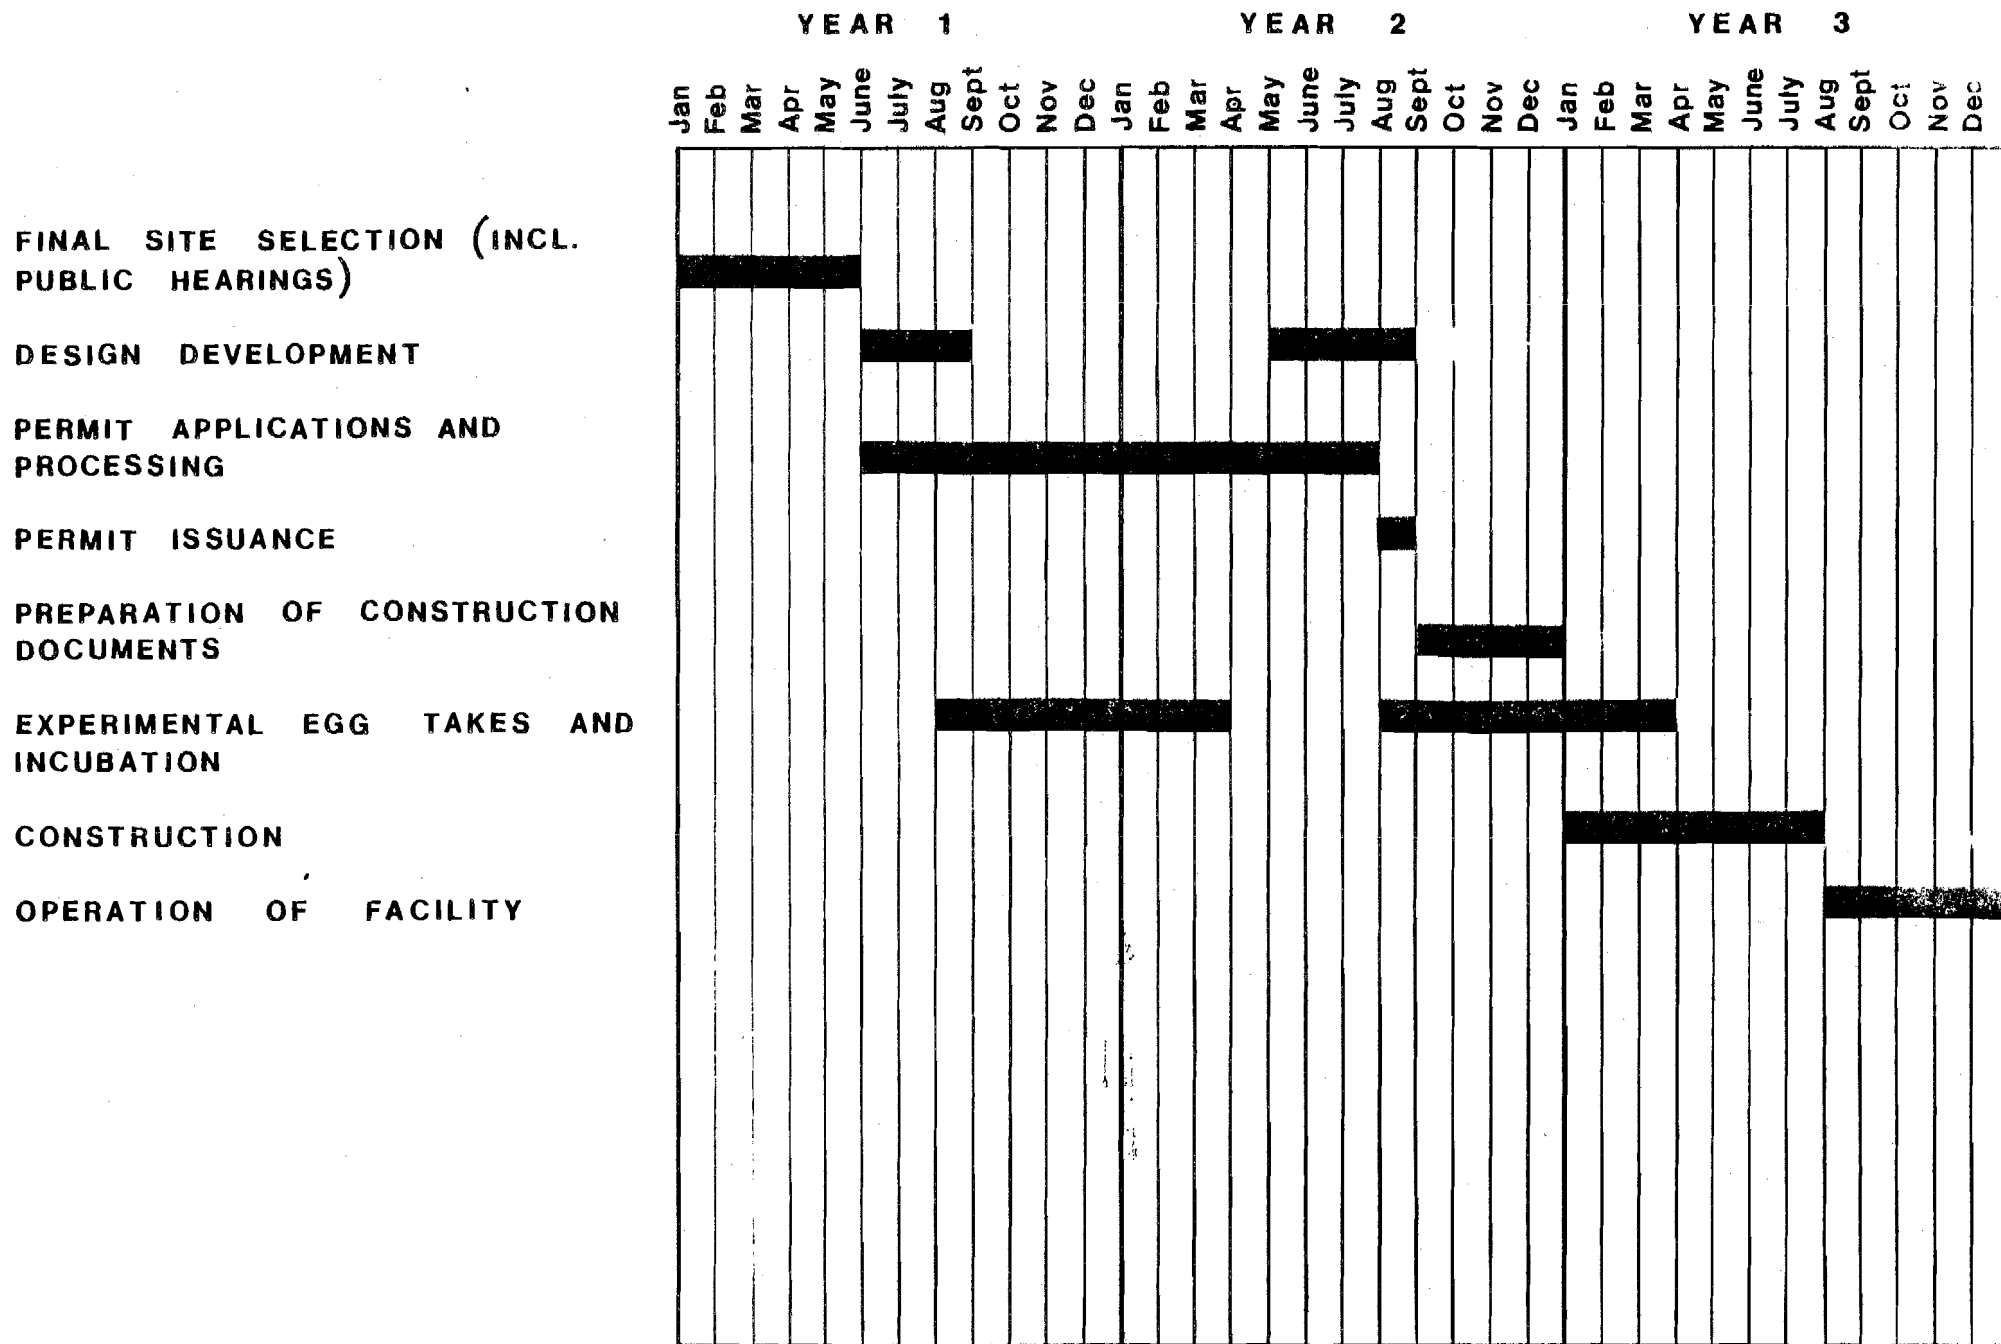 YEAR 1 YEAR 2 YEAR 3
Jan Feb Mar Apr May June July Aug Sept Oct Nov Dec Jan Feb Mar Apr May June July Aug Sept Oct Nov Dec Jan Feb Mar Apr May June July Aug Sept Oct Nov Dec
FINAL SITE SELECTION (INCL.
PUBLIC HEARINGS)
DESIGN DEVELOPMENT
PERMIT APPLICATIONS AND
PROCESSING
PERMIT ISSUANCE
PREPARATION OF CONSTRUCTION
DOCUMENTS
EXPERIMENTAL EGG TAKES AND
INCUBATION
CONSTRUCTION
OPERATION OF FACILITY